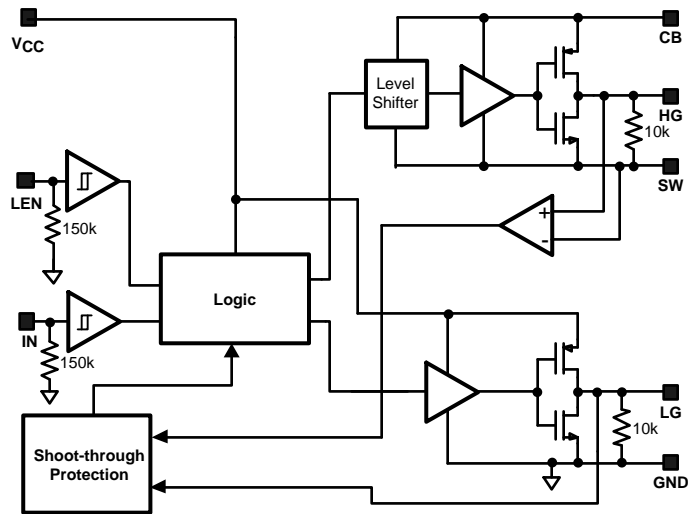 VCC
CB
Level
Shifter
HG
10k
SW
LEN
150k
+
-
Logic
IN
150k
LG
10k
Shoot-through
Protection
GND